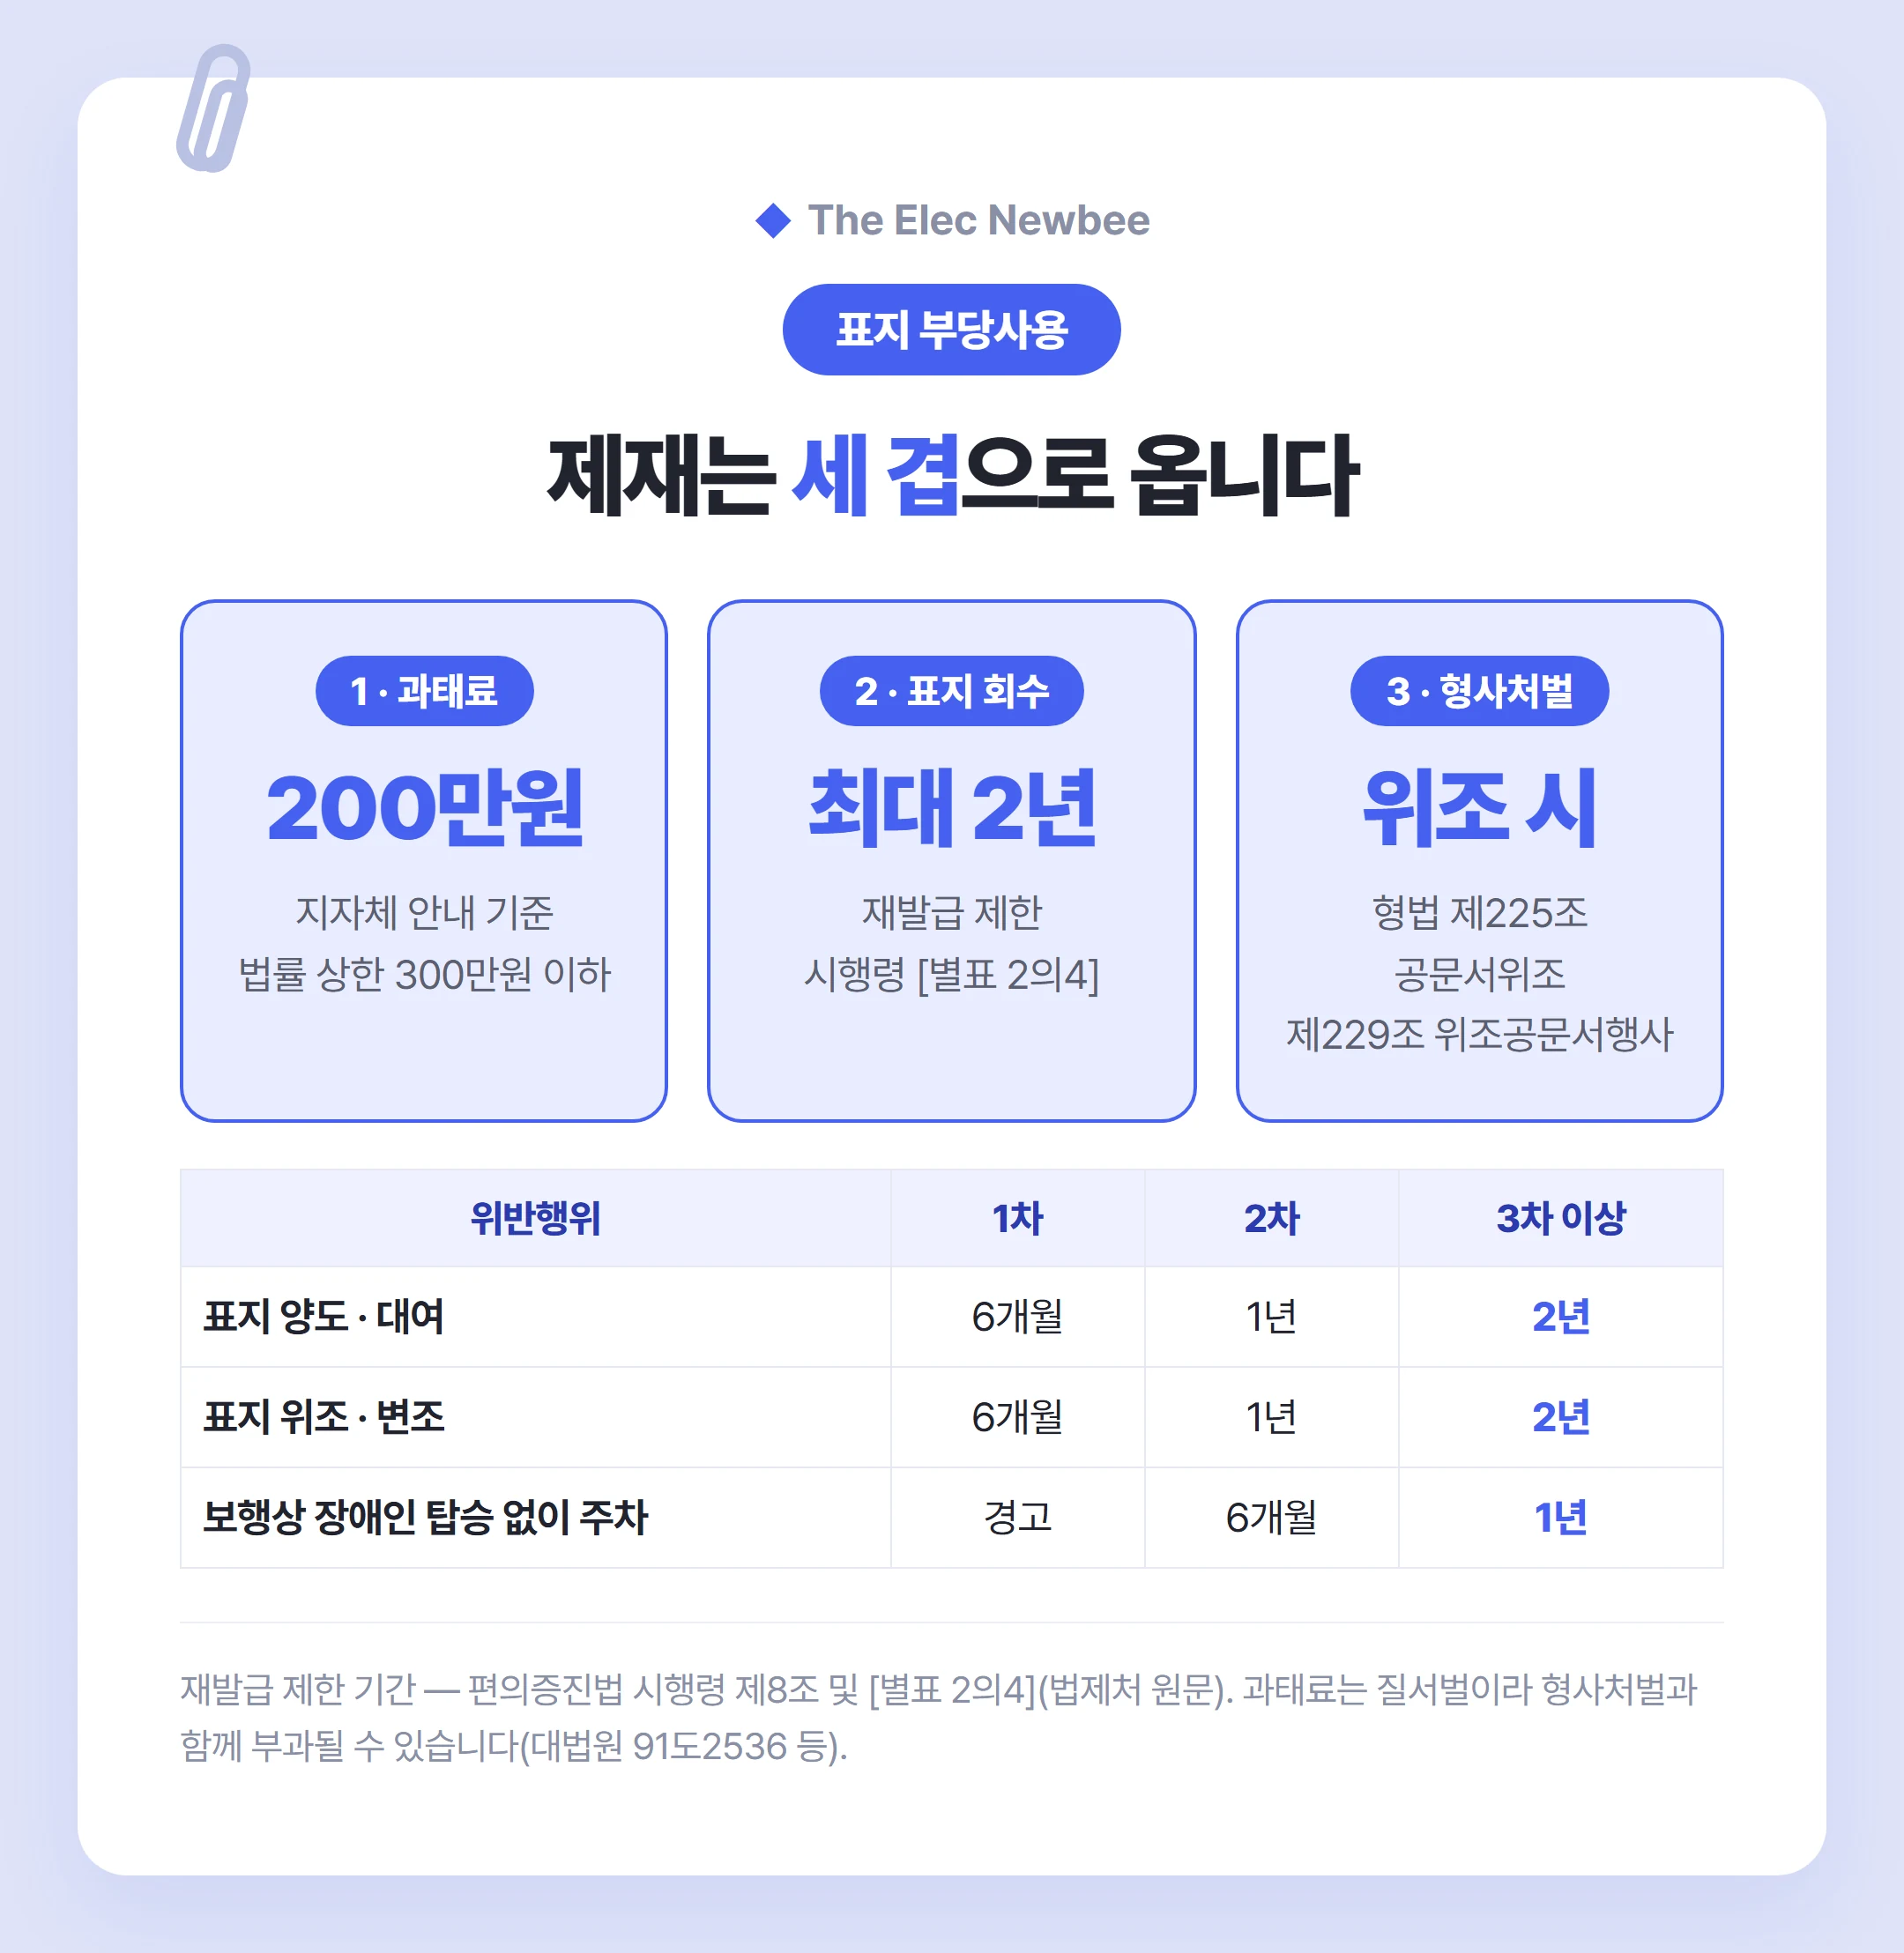 The Elec Newbee
표지 부당사용
제재는 세 겹으로 옵니다
1 · 과태료
200만원
지자체 안내 기준
법률 상한 300만원 이하
2 · 표지 회수
최대 2년
재발급 제한
시행령 [별표 2의4]
3 · 형사처벌
위조 시
형법 제225조
공문서위조
제229조 위조공문서행사
위반행위 1차 2차 3차 이상
표지 양도 · 대여 6개월 1년 2년
표지 위조 · 변조 6개월 1년 2년
보행상 장애인 탑승 없이 주차 경고 6개월 1년
재발급 제한 기간 — 편의증진법 시행령 제8조 및 [별표 2의4](법제처 원문). 과태료는 질서벌이라 형사처벌과
함께 부과될 수 있습니다(대법원 91도2536 등).